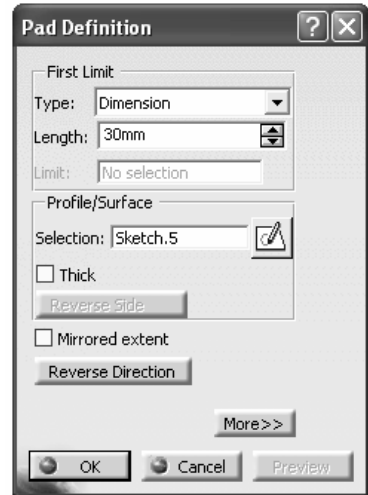 Pad Definition ? X
First Limit
Type: Dimension
Length: 30mm
Limit: No selection
Profile/Surface
Selection: Sketch.5
Thick
Reverse Side
Mirrored extent
Reverse Direction
More>>
OK Cancel Preview